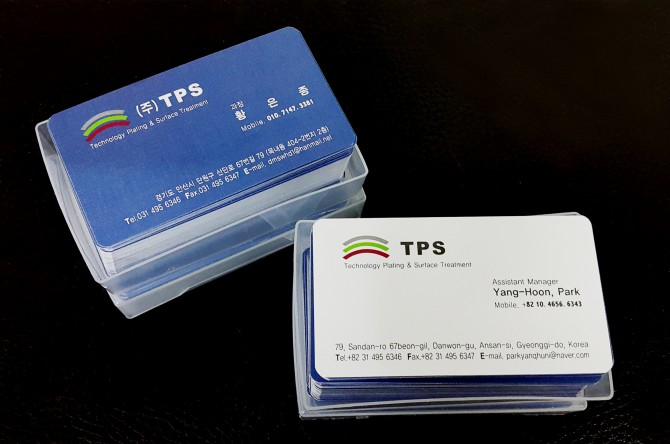 (주)TPS
Technology Plating & Surface Treatment
과장
황 은 종
Mobile. 010. 7147. 3381
경기도 안산시 단원구 산단로 67번길 79 (목내동 404-2번지 2층)
Tel.031 495 6346 Fax.031 495 6347 E-mail. dmswhd1@hanmail.net
TPS
Technology Plating & Surface Treatment
Assistant Manager
Yang-Hoon, Park
Mobile. +82 10. 4656. 6343
79, Sandan-ro 67beon-gil, Danwon-gu, Ansan-si, Gyeonggi-do, Korea
Tel.+82 31 495 6346 Fax.+82 31 495 6347 E-mail. parkyanghuni@naver.com